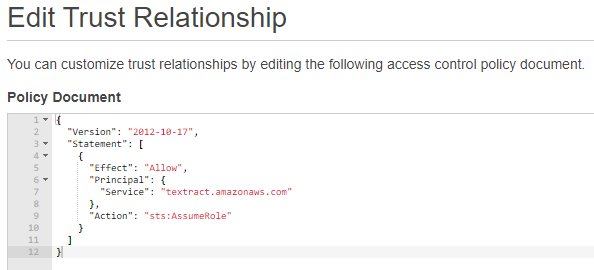 Edit Trust Relationship
You can customize trust relationships by editing the following access control policy document.
Policy Document
1 {
2 "Version": "2012-10-17",
3 "Statement": [
4 {
5 "Effect": "Allow",
6 "Principal": {
7 "Service": "textract.amazonaws.com"
8 },
9 "Action": "sts:AssumeRole"
10 }
11 ]
12 }